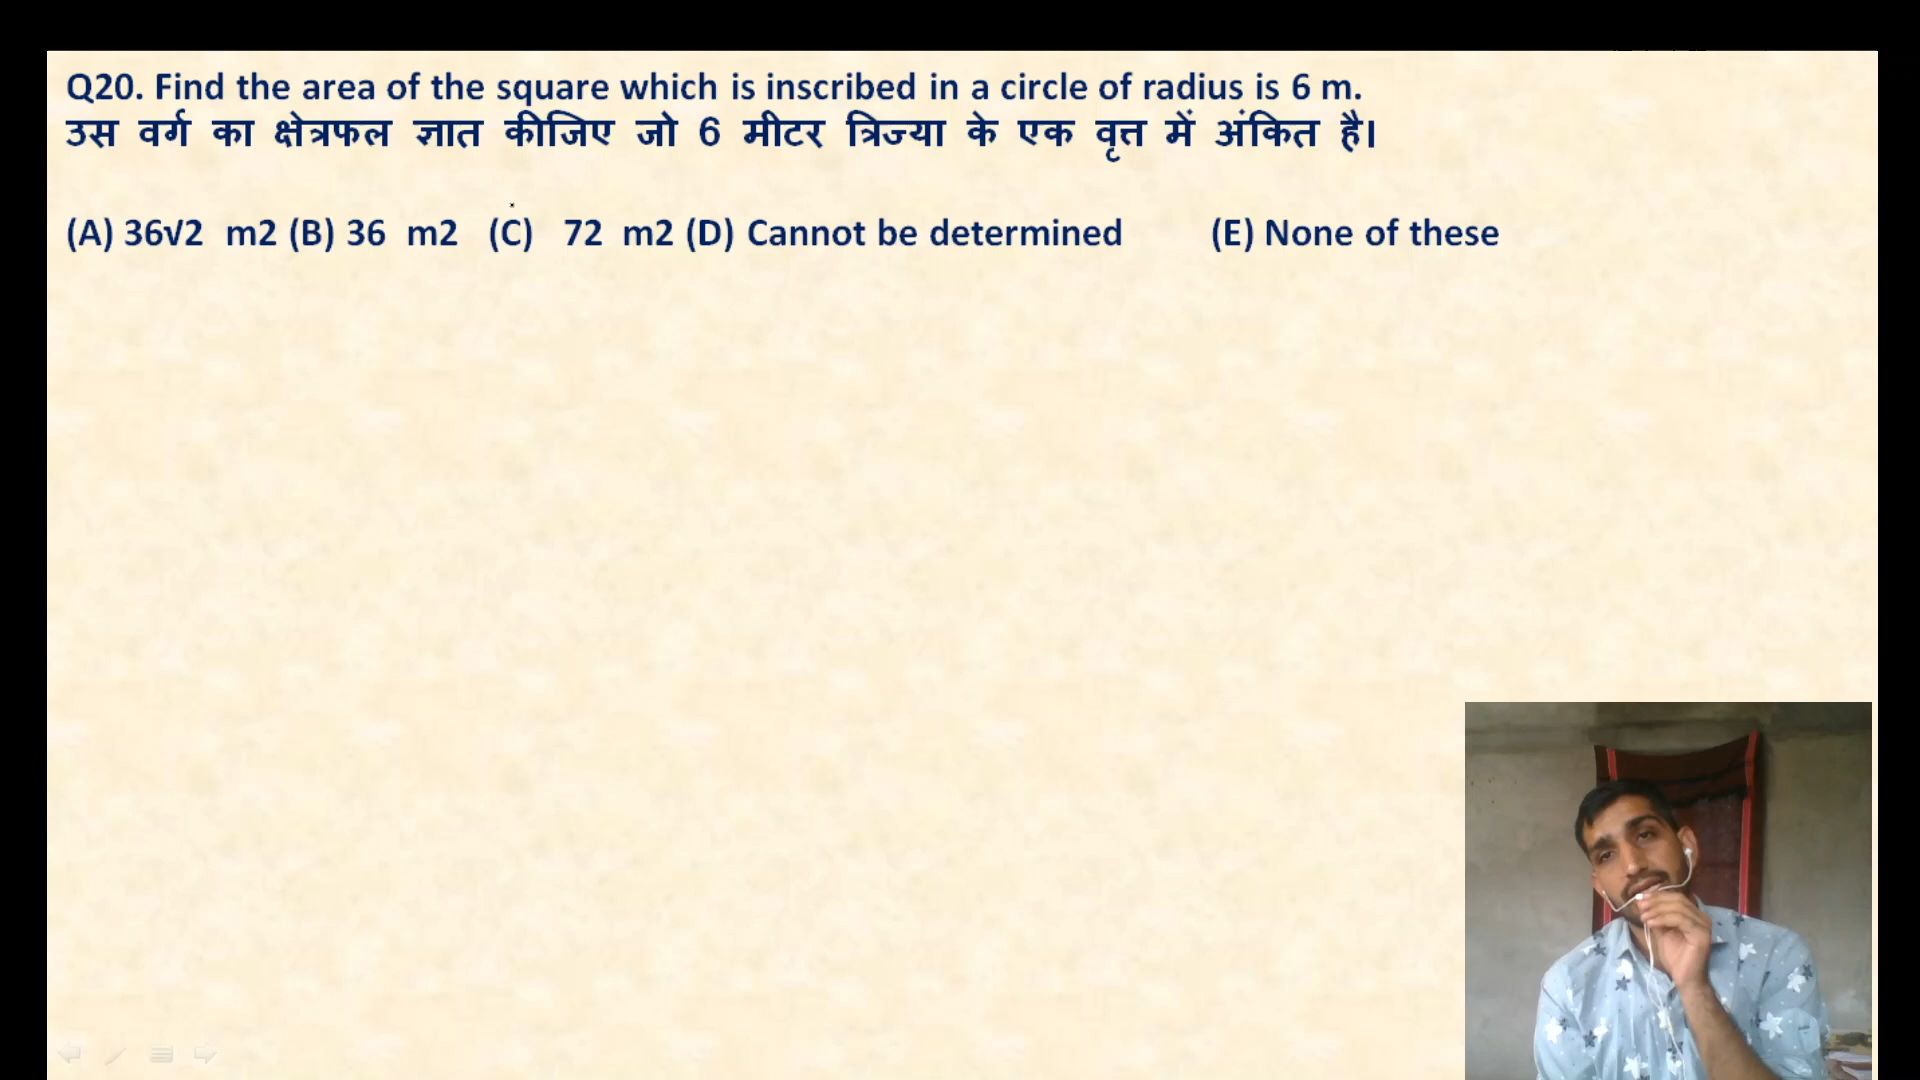 Q20. Find the area of the square which is inscribed in a circle of radius is 6 m.
उस वर्ग का क्षेत्रफल ज्ञात कीजिए जो 6 मीटर त्रिज्या के एक वृत्त में अंकित है।
(A) 36√2 m2 (B) 36 m2 (C) 72 m2 (D) Cannot be determined (E) None of these